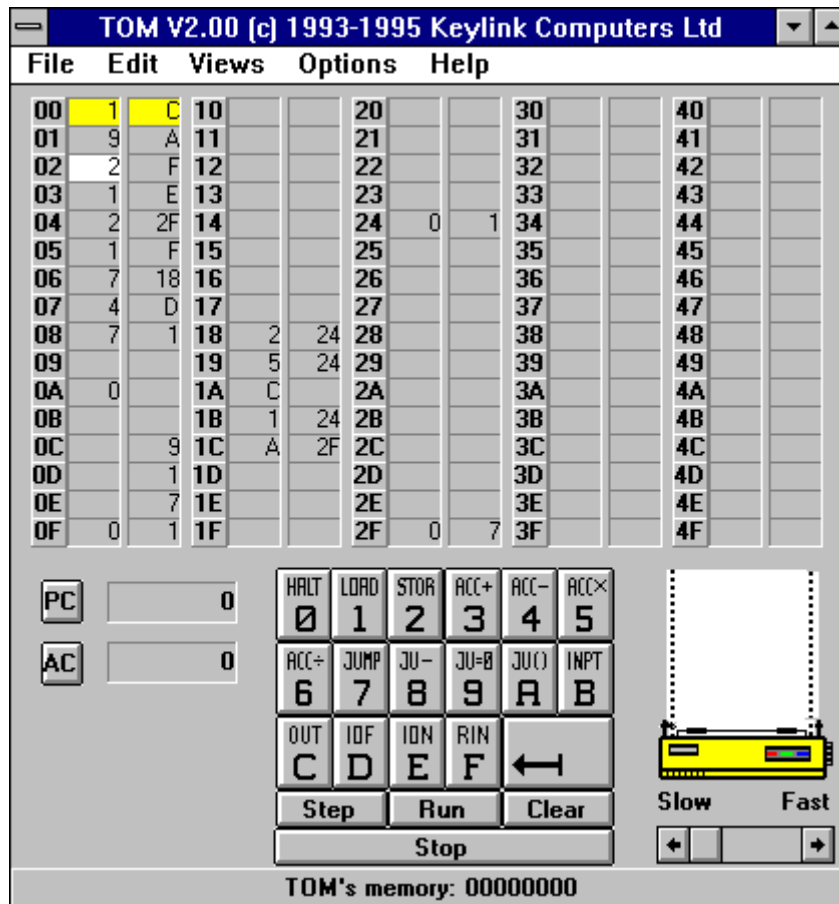 TOM V2.00 (c) 1993-1995 Keylink Computers Ltd
File Edit Views Options Help
00 1 C 10 20 30 40
01 9 A 11 21 31 41
02 2 F 12 22 32 42
03 1 E 13 23 33 43
04 2 2F 14 24 0 1 34 44
05 1 F 15 25 35 45
06 7 18 16 26 36 46
07 4 D 17 27 37 47
08 7 1 18 2 24 28 38 48
09 19 5 24 29 39 49
0A 0 1A C 2A 3A 4A
0B 1B 1 24 2B 3B 4B
0C 9 1C A 2F 2C 3C 4C
0D 1 1D 2D 3D 4D
0E 7 1E 2E 3E 4E
0F 0 1 1F 2F 0 7 3F 4F
PC 0
AC 0
HALT LOAD STOR ACC+ ACC- ACC×
0 1 2 3 4 5
ACC÷ JUMP JU- JU=0 JU() INPT
6 7 8 9 A B
OUT IOF ION RIN
C D E F
Step Run Clear
Stop
Slow Fast
TOM's memory: 00000000